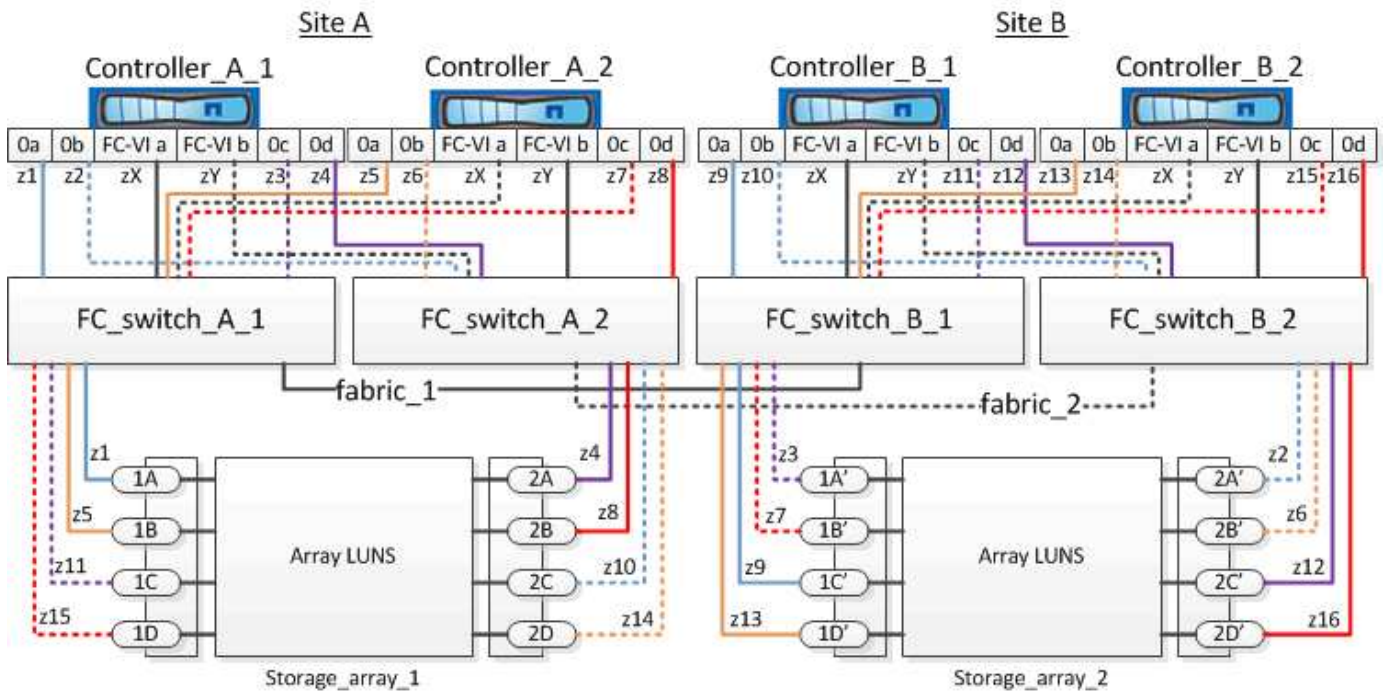 Site A Site B
Controller_A_1 Controller_A_2 Controller_B_1 Controller_B_2
0a 0b FC-VI a FC-VI b 0c 0d 0a 0b FC-VI a FC-VI b 0c 0d 0a 0b FC-VI a FC-VI b 0c 0d 0a 0b FC-VI a FC-VI b 0c 0d
z1 z2 zX zY z3 z4 z5 z6 zX zY z7 z8 z9 z10 zX zY z11 z12 z13 z14 zX zY z15 z16
FC_switch_A_1 FC_switch_A_2 FC_switch_B_1 FC_switch_B_2
fabric_1 fabric_2
z1 z4 z3 z2
1A 2A 1A’ 2A’
z5 z8 z7 z6
1B 2B 1B’ 2B’
Array LUNS Array LUNS
z11 z10 z9 z12
1C 2C 1C’ 2C’
z15 z14 z13 z16
1D 2D 1D’ 2D’
Storage_array_1 Storage_array_2